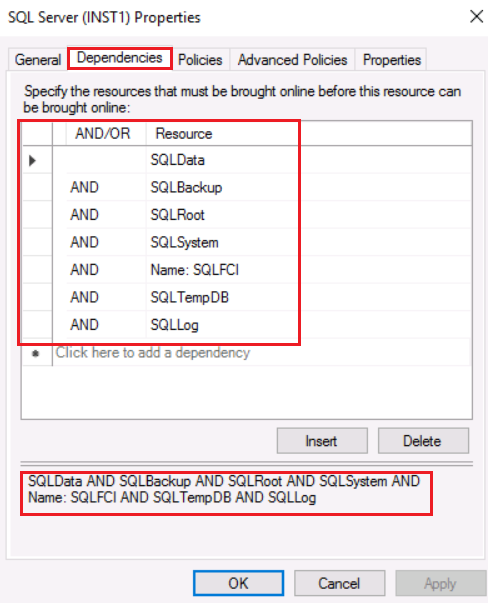 SQL Server (INST1) Properties
General Dependencies Policies Advanced Policies Properties
Specify the resources that must be brought online before this resource can
be brought online:
AND/OR Resource
SQLData
AND SQLBackup
AND SQLRoot
AND SQLSystem
AND Name: SQLFCI
AND SQLTempDB
AND SQLLog
Click here to add a dependency
Insert Delete
SQLData AND SQLBackup AND SQLRoot AND SQLSystem AND
Name: SQLFCI AND SQLTempDB AND SQLLog
OK Cancel Apply